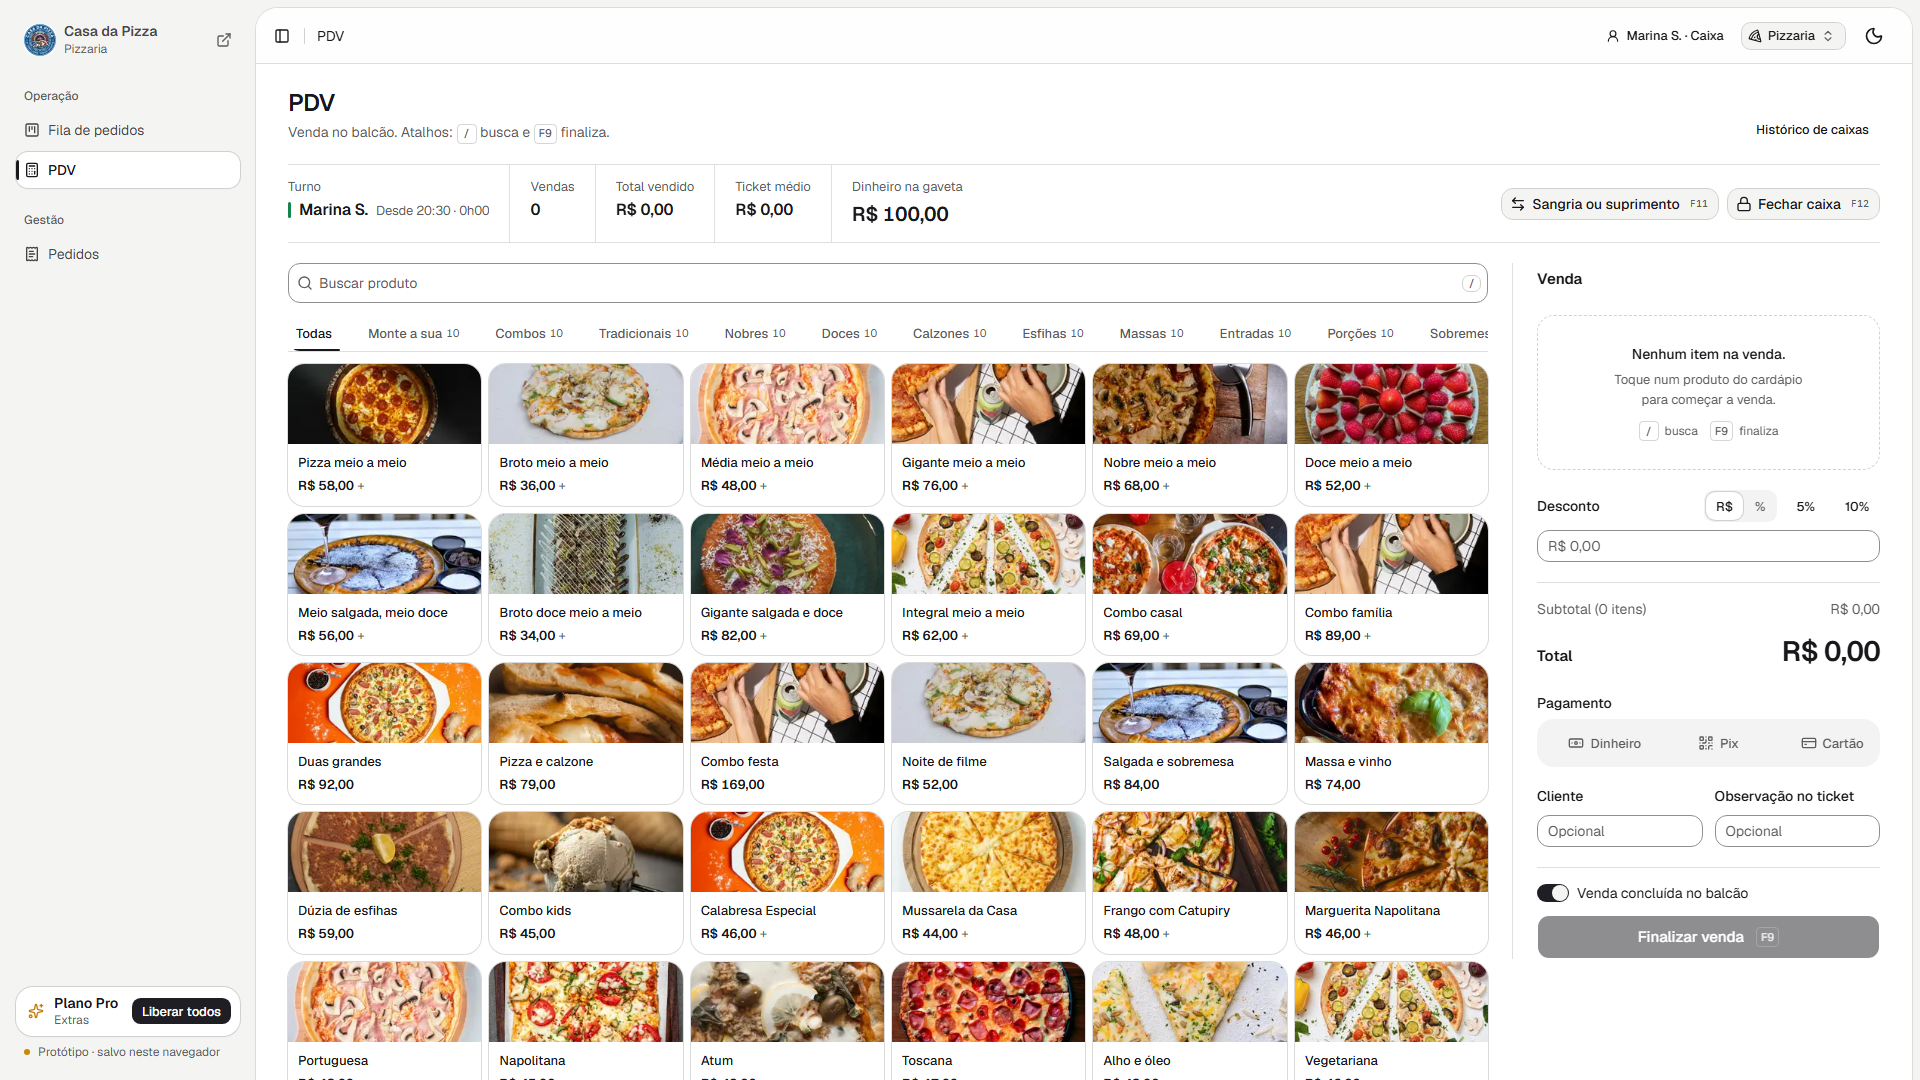 Casa da Pizza
Pizzaria
Operação
Fila de pedidos
PDV
Gestão
Pedidos
Plano Pro
Extras
Liberar todos
Protótipo · salvo neste navegador
PDV
Marina S. · Caixa
Pizzaria
PDV
Venda no balcão. Atalhos: / busca e F9 finaliza.
Histórico de caixas
Turno
Marina S. Desde 20:30 · 0h00
Vendas
0
Total vendido
R$ 0,00
Ticket médio
R$ 0,00
Dinheiro na gaveta
R$ 100,00
Sangria ou suprimento F11
Fechar caixa F12
Buscar produto /
Todas Monte a sua 10 Combos 10 Tradicionais 10 Nobres 10 Doces 10 Calzones 10 Esfihas 10 Massas 10 Entradas 10 Porções 10 Sobremes
Pizza meio a meio
R$ 58,00 +
Broto meio a meio
R$ 36,00 +
Média meio a meio
R$ 48,00 +
Gigante meio a meio
R$ 76,00 +
Nobre meio a meio
R$ 68,00 +
Doce meio a meio
R$ 52,00 +
Meio salgada, meio doce
R$ 56,00 +
Broto doce meio a meio
R$ 34,00 +
Gigante salgada e doce
R$ 82,00 +
Integral meio a meio
R$ 62,00 +
Combo casal
R$ 69,00 +
Combo família
R$ 89,00 +
Duas grandes
R$ 92,00
Pizza e calzone
R$ 79,00
Combo festa
R$ 169,00
Noite de filme
R$ 52,00
Salgada e sobremesa
R$ 84,00
Massa e vinho
R$ 74,00
Dúzia de esfihas
R$ 59,00
Combo kids
R$ 45,00
Calabresa Especial
R$ 46,00 +
Mussarela da Casa
R$ 44,00 +
Frango com Catupiry
R$ 48,00 +
Marguerita Napolitana
R$ 46,00 +
Portuguesa
Napolitana
Atum
Toscana
Alho e óleo
Vegetariana
Venda
Nenhum item na venda.
Toque num produto do cardápio
para começar a venda.
/ busca F9 finaliza
Desconto R$ % 5% 10%
R$ 0,00
Subtotal (0 itens) R$ 0,00
Total R$ 0,00
Pagamento
Dinheiro Pix Cartão
Cliente
Opcional
Observação no ticket
Opcional
Venda concluída no balcão
Finalizar venda F9